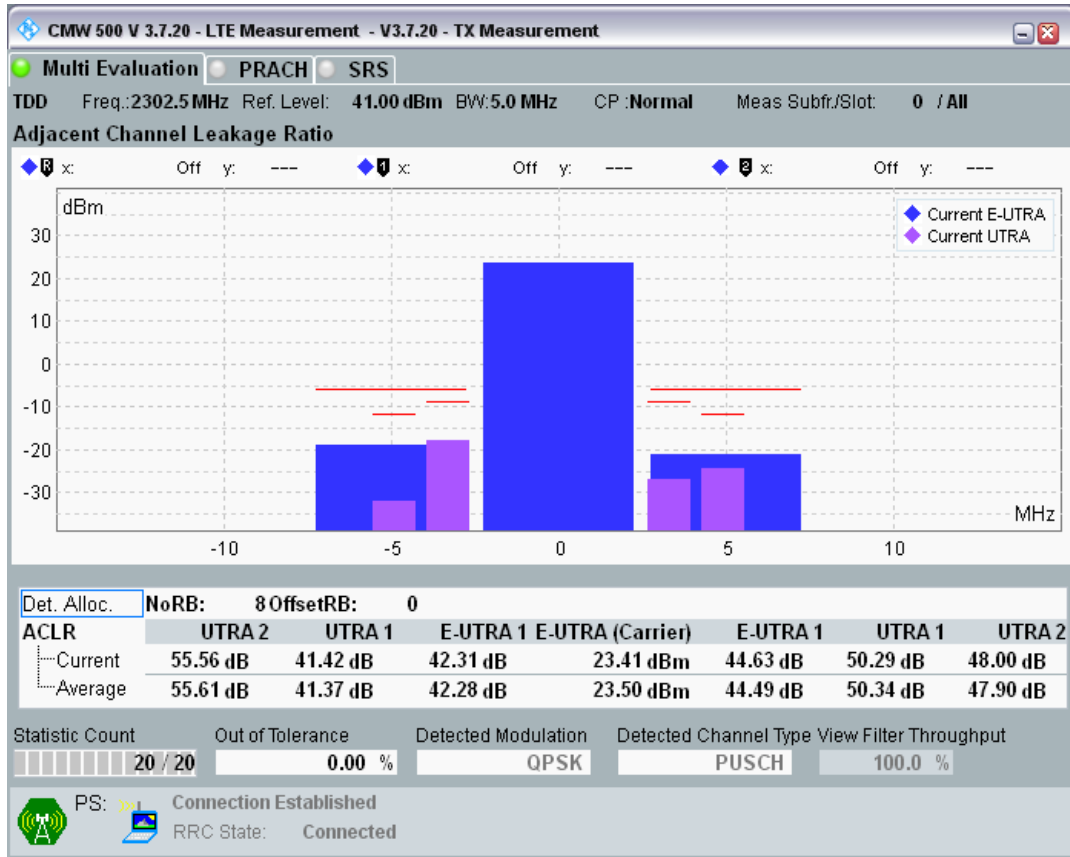 CMW 500 V 3.7.20 - LTE Measurement - V3.7.20 - TX Measurement
Multi Evaluation PRACH SRS
TDD Freq.:2302.5 MHz Ref. Level: 41.00 dBm BW:5.0 MHz CP :Normal Meas Subfr./Slot: 0 / All
Adjacent Channel Leakage Ratio
R x: Off y: --- 1 x: Off y: --- 2 x: Off y: ---
dBm
Current E-UTRA
Current UTRA
30
20
10
0
-10
-20
-30
MHz
-10 -5 0 5 10
Det. Alloc. NoRB: 8 OffsetRB: 0
ACLR UTRA 2 UTRA 1 E-UTRA 1 E-UTRA (Carrier) E-UTRA 1 UTRA 1 UTRA 2
Current 55.56 dB 41.42 dB 42.31 dB 23.41 dBm 44.63 dB 50.29 dB 48.00 dB
Average 55.61 dB 41.37 dB 42.28 dB 23.50 dBm 44.49 dB 50.34 dB 47.90 dB
Statistic Count Out of Tolerance Detected Modulation Detected Channel Type View Filter Throughput
20 / 20 0.00 % QPSK PUSCH 100.0 %
PS: Connection Established
RRC State: Connected